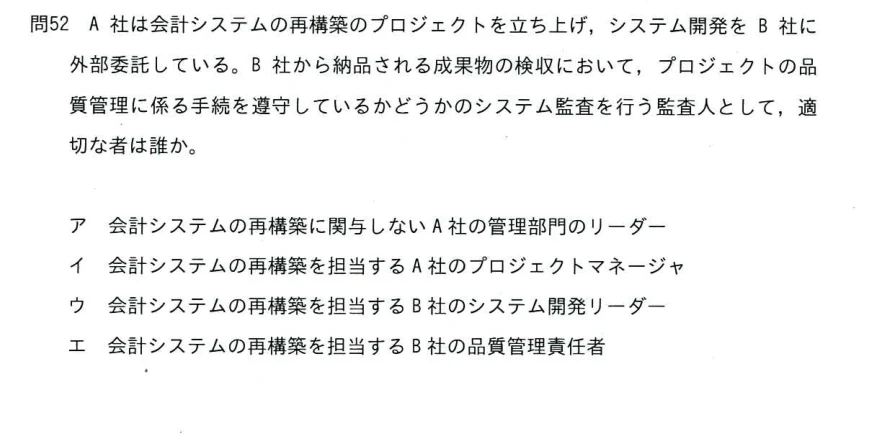 問52 A 社は会計システムの再構築のプロジェクトを立ち上げ，システム開発を B 社に
外部委託している。B 社から納品される成果物の検収において，プロジェクトの品
質管理に係る手続を遵守しているかどうかのシステム監査を行う監査人として，適
切な者は誰か。
ア 会計システムの再構築に関与しない A 社の管理部門のリーダー
イ 会計システムの再構築を担当する A 社のプロジェクトマネージャ
ウ 会計システムの再構築を担当する B 社のシステム開発リーダー
エ 会計システムの再構築を担当する B 社の品質管理責任者